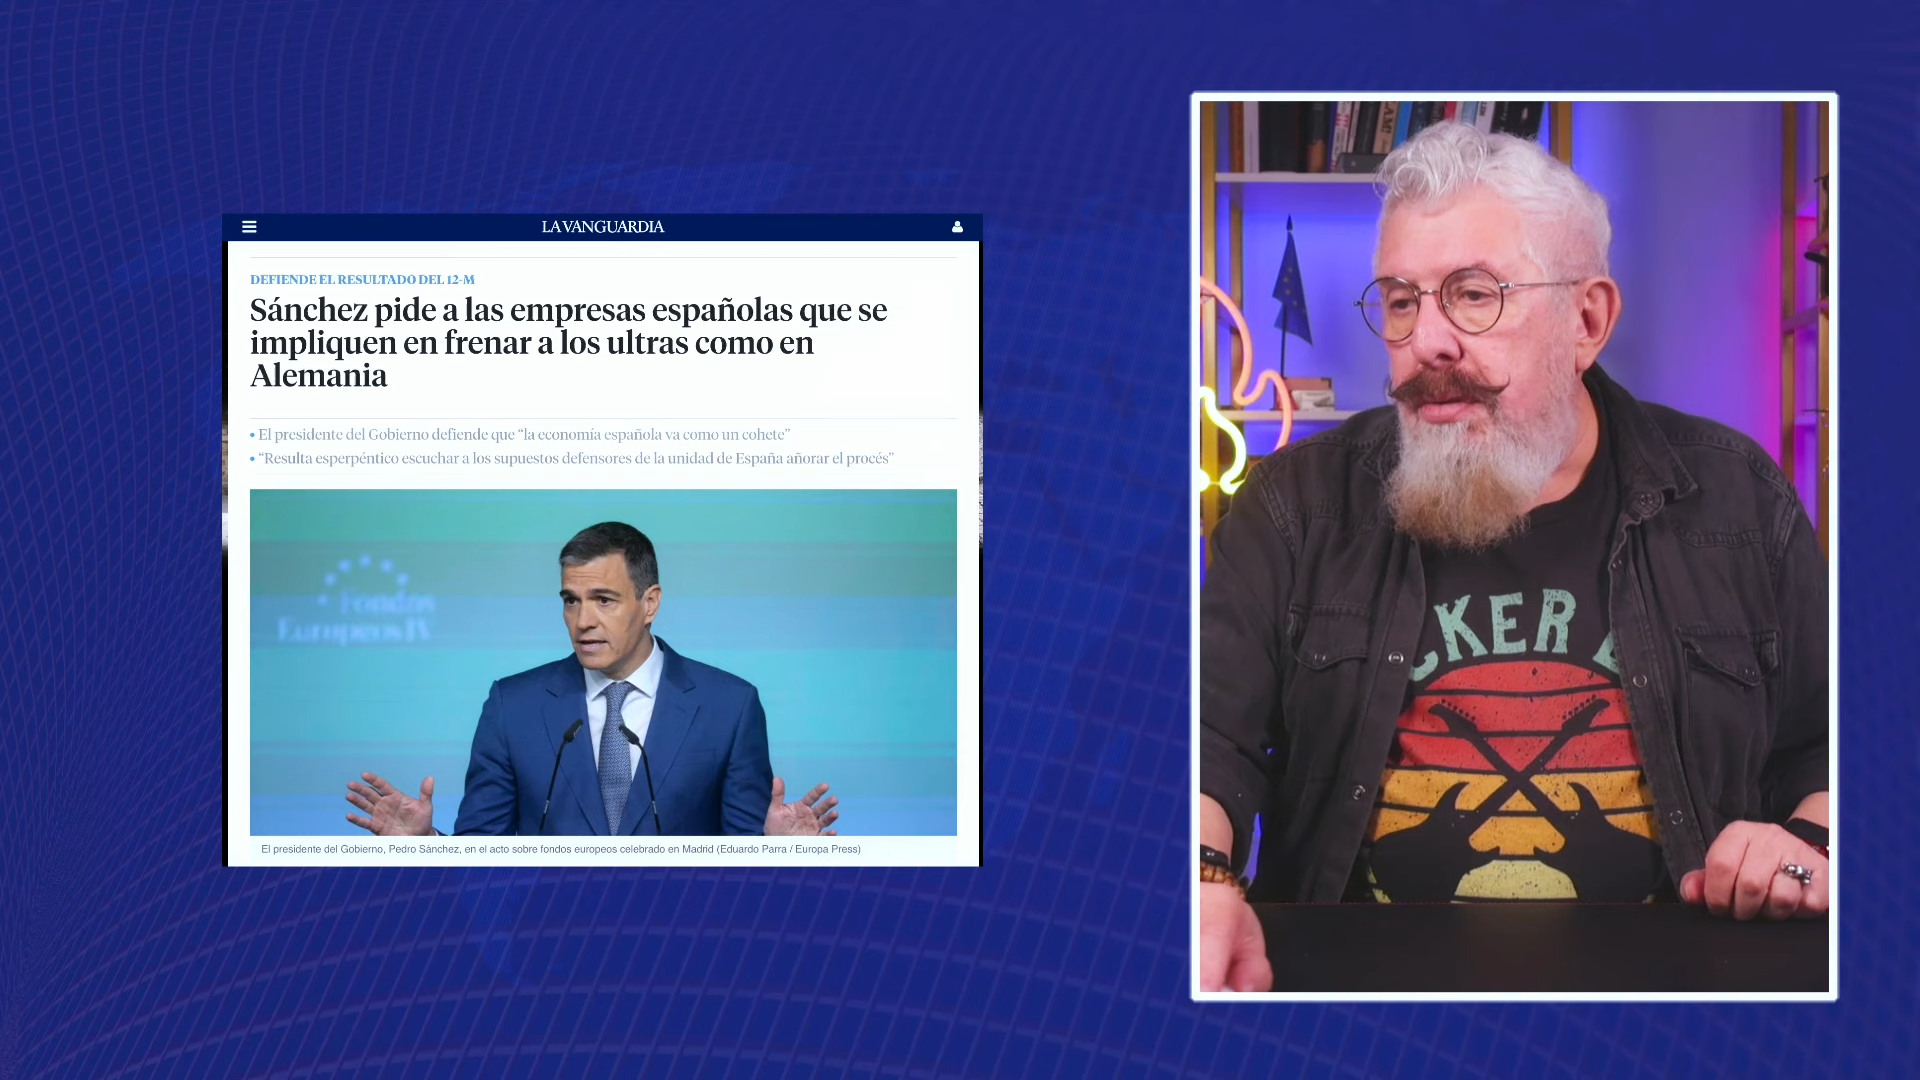 LA VANGUARDIA
DEFIENDE EL RESULTADO DEL 12-M
Sánchez pide a las empresas españolas que se
impliquen en frenar a los ultras como en
Alemania
• El presidente del Gobierno defiende que “la economía española va como un cohete”
• “Resulta esperpéntico escuchar a los supuestos defensores de la unidad de España añorar el procés”
Fondos
Europeos IV
El presidente del Gobierno, Pedro Sánchez, en el acto sobre fondos europeos celebrado en Madrid (Eduardo Parra / Europa Press)
CKER